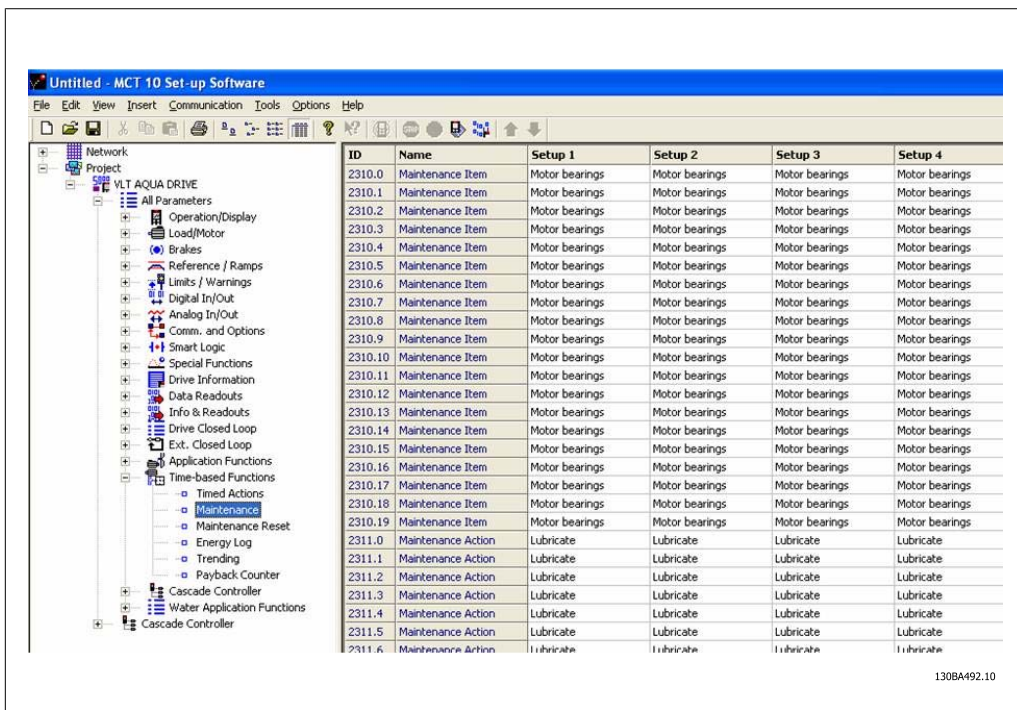 Untitled - MCT 10 Set-up Software
File Edit View Insert Communication Tools Options Help
Network
Project
VLT AQUA DRIVE
All Parameters
Operation/Display
Load/Motor
Brakes
Reference / Ramps
Limits / Warnings
Digital In/Out
Analog In/Out
Comm. and Options
Smart Logic
Special Functions
Drive Information
Data Readouts
Info & Readouts
Drive Closed Loop
Ext. Closed Loop
Application Functions
Time-based Functions
Timed Actions
Maintenance
Maintenance Reset
Energy Log
Trending
Payback Counter
Cascade Controller
Water Application Functions
Cascade Controller
ID Name Setup 1 Setup 2 Setup 3 Setup 4
2310.0 Maintenance Item Motor bearings Motor bearings Motor bearings Motor bearings
2310.1 Maintenance Item Motor bearings Motor bearings Motor bearings Motor bearings
2310.2 Maintenance Item Motor bearings Motor bearings Motor bearings Motor bearings
2310.3 Maintenance Item Motor bearings Motor bearings Motor bearings Motor bearings
2310.4 Maintenance Item Motor bearings Motor bearings Motor bearings Motor bearings
2310.5 Maintenance Item Motor bearings Motor bearings Motor bearings Motor bearings
2310.6 Maintenance Item Motor bearings Motor bearings Motor bearings Motor bearings
2310.7 Maintenance Item Motor bearings Motor bearings Motor bearings Motor bearings
2310.8 Maintenance Item Motor bearings Motor bearings Motor bearings Motor bearings
2310.9 Maintenance Item Motor bearings Motor bearings Motor bearings Motor bearings
2310.10 Maintenance Item Motor bearings Motor bearings Motor bearings Motor bearings
2310.11 Maintenance Item Motor bearings Motor bearings Motor bearings Motor bearings
2310.12 Maintenance Item Motor bearings Motor bearings Motor bearings Motor bearings
2310.13 Maintenance Item Motor bearings Motor bearings Motor bearings Motor bearings
2310.14 Maintenance Item Motor bearings Motor bearings Motor bearings Motor bearings
2310.15 Maintenance Item Motor bearings Motor bearings Motor bearings Motor bearings
2310.16 Maintenance Item Motor bearings Motor bearings Motor bearings Motor bearings
2310.17 Maintenance Item Motor bearings Motor bearings Motor bearings Motor bearings
2310.18 Maintenance Item Motor bearings Motor bearings Motor bearings Motor bearings
2310.19 Maintenance Item Motor bearings Motor bearings Motor bearings Motor bearings
2311.0 Maintenance Action Lubricate Lubricate Lubricate Lubricate
2311.1 Maintenance Action Lubricate Lubricate Lubricate Lubricate
2311.2 Maintenance Action Lubricate Lubricate Lubricate Lubricate
2311.3 Maintenance Action Lubricate Lubricate Lubricate Lubricate
2311.4 Maintenance Action Lubricate Lubricate Lubricate Lubricate
2311.5 Maintenance Action Lubricate Lubricate Lubricate Lubricate
2311.6 Maintenance Action Lubricate Lubricate Lubricate Lubricate
130BA492.10